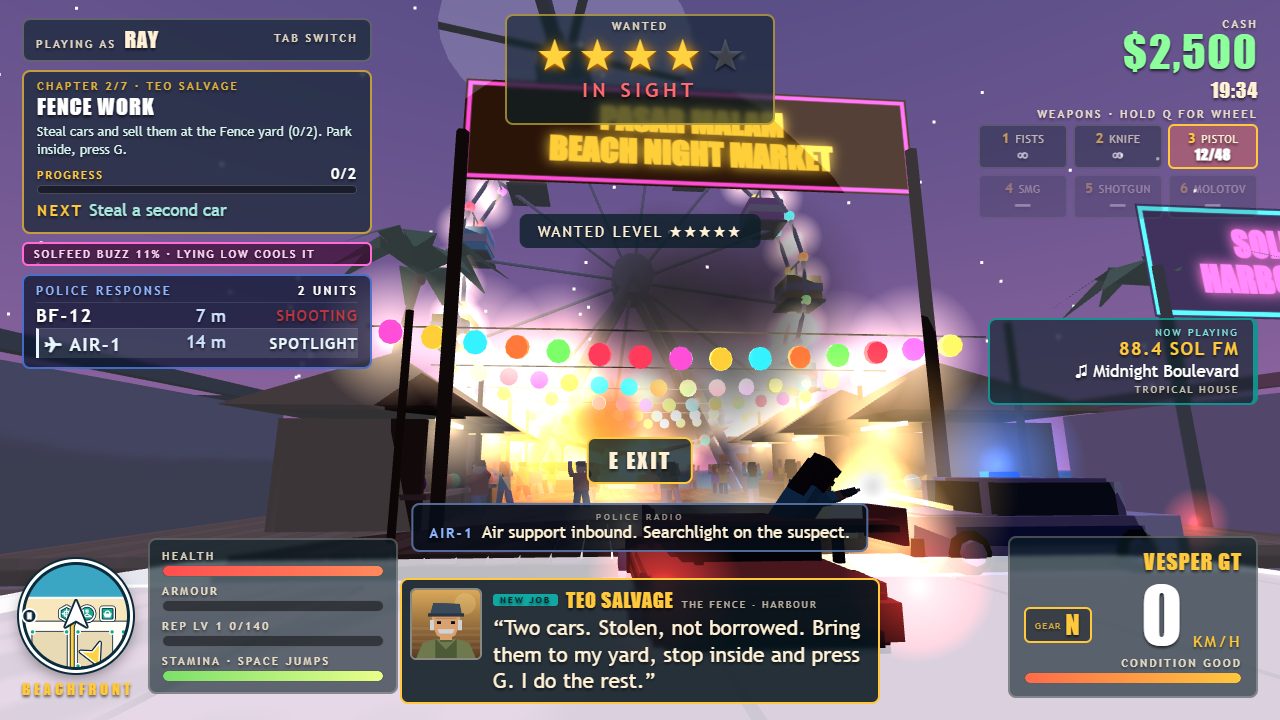 PLAYING AS RAY TAB SWITCH
CHAPTER 2/7 · TEO SALVAGE
FENCE WORK
Steal cars and sell them at the Fence yard (0/2). Park
inside, press G.
PROGRESS 0/2
NEXT Steal a second car
SOLFEED BUZZ 11% · LYING LOW COOLS IT
POLICE RESPONSE 2 UNITS
BF-12 7 m SHOOTING
AIR-1 14 m SPOTLIGHT
WANTED
IN SIGHT
PASAR MALAM
BEACH NIGHT MARKET
WANTED LEVEL ★★★★★
CASH
$2,500
19:34
WEAPONS · HOLD Q FOR WHEEL
1 FISTS ∞
2 KNIFE ∞
3 PISTOL 12/48
4 SMG —
5 SHOTGUN —
6 MOLOTOV —
NOW PLAYING
88.4 SOL FM
♫ Midnight Boulevard
TROPICAL HOUSE
E EXIT
POLICE RADIO
AIR-1 Air support inbound. Searchlight on the suspect.
NEW JOB TEO SALVAGE THE FENCE · HARBOUR
“Two cars. Stolen, not borrowed. Bring
them to my yard, stop inside and press
G. I do the rest.”
BEACHFRONT
HEALTH
ARMOUR
REP LV 1 0/140
STAMINA · SPACE JUMPS
VESPER GT
GEAR N
0 KM/H
CONDITION GOOD